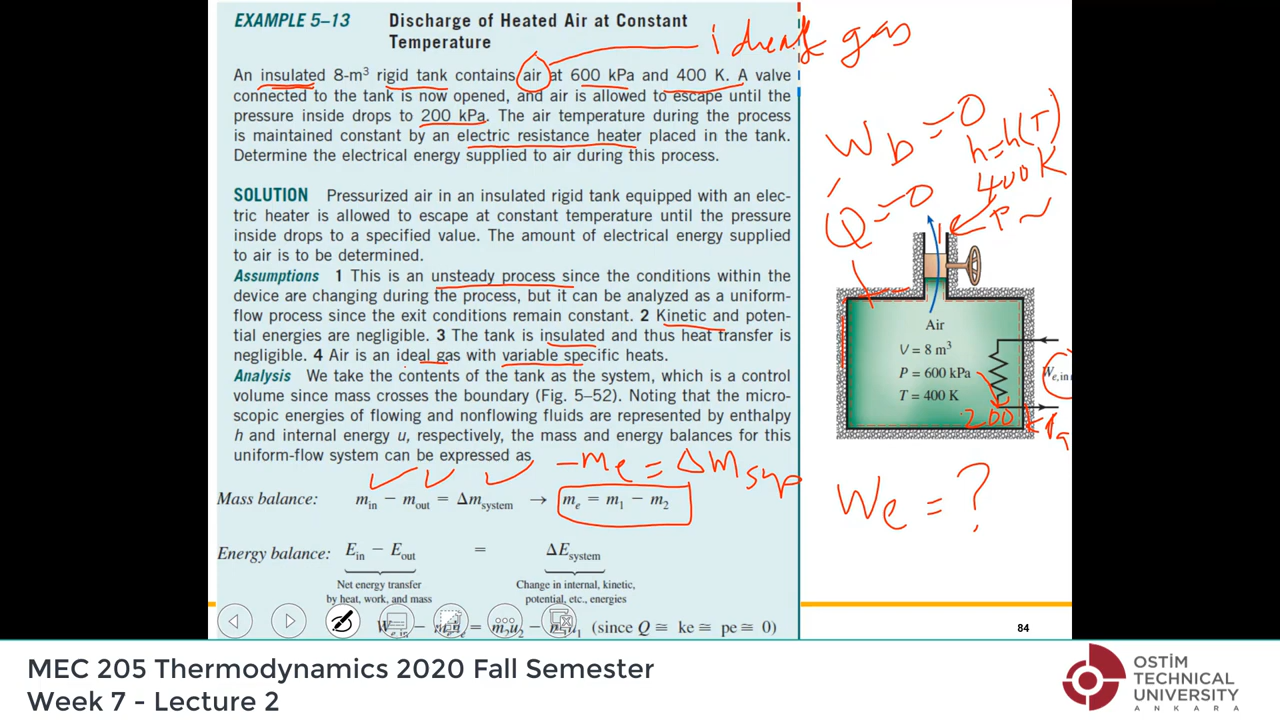 EXAMPLE 5–13 Discharge of Heated Air at Constant
Temperature
ideal gas
An insulated 8-m³ rigid tank contains air at 600 kPa and 400 K. A valve
connected to the tank is now opened, and air is allowed to escape until the
pressure inside drops to 200 kPa. The air temperature during the process
is maintained constant by an electric resistance heater placed in the tank.
Determine the electrical energy supplied to air during this process.
SOLUTION Pressurized air in an insulated rigid tank equipped with an elec-
tric heater is allowed to escape at constant temperature until the pressure
inside drops to a specified value. The amount of electrical energy supplied
to air is to be determined.
Assumptions 1 This is an unsteady process since the conditions within the
device are changing during the process, but it can be analyzed as a uniform-
flow process since the exit conditions remain constant. 2 Kinetic and poten-
tial energies are negligible. 3 The tank is insulated and thus heat transfer is
negligible. 4 Air is an ideal gas with variable specific heats.
Analysis We take the contents of the tank as the system, which is a control
volume since mass crosses the boundary (Fig. 5–52). Noting that the micro-
scopic energies of flowing and nonflowing fluids are represented by enthalpy
h and internal energy u, respectively, the mass and energy balances for this
uniform-flow system can be expressed as
-me = Δmsys
Mass balance: m_in − m_out = Δm_system → m_e = m_1 − m_2
Energy balance: E_in − E_out = ΔE_system
Net energy transfer
by heat, work, and mass
Change in internal, kinetic,
potential, etc., energies
= m_2u_2 − m_1u_1 (since Q ≅ ke ≅ pe ≅ 0)
Wb = 0
h=h(T)
400K
Q = 0
P ~
Air
V = 8 m³
P = 600 kPa
T = 400 K
200 kPa
W_e,in
We = ?
84
MEC 205 Thermodynamics 2020 Fall Semester
Week 7 - Lecture 2
OSTİM
TECHNICAL
UNIVERSITY
ANKARA